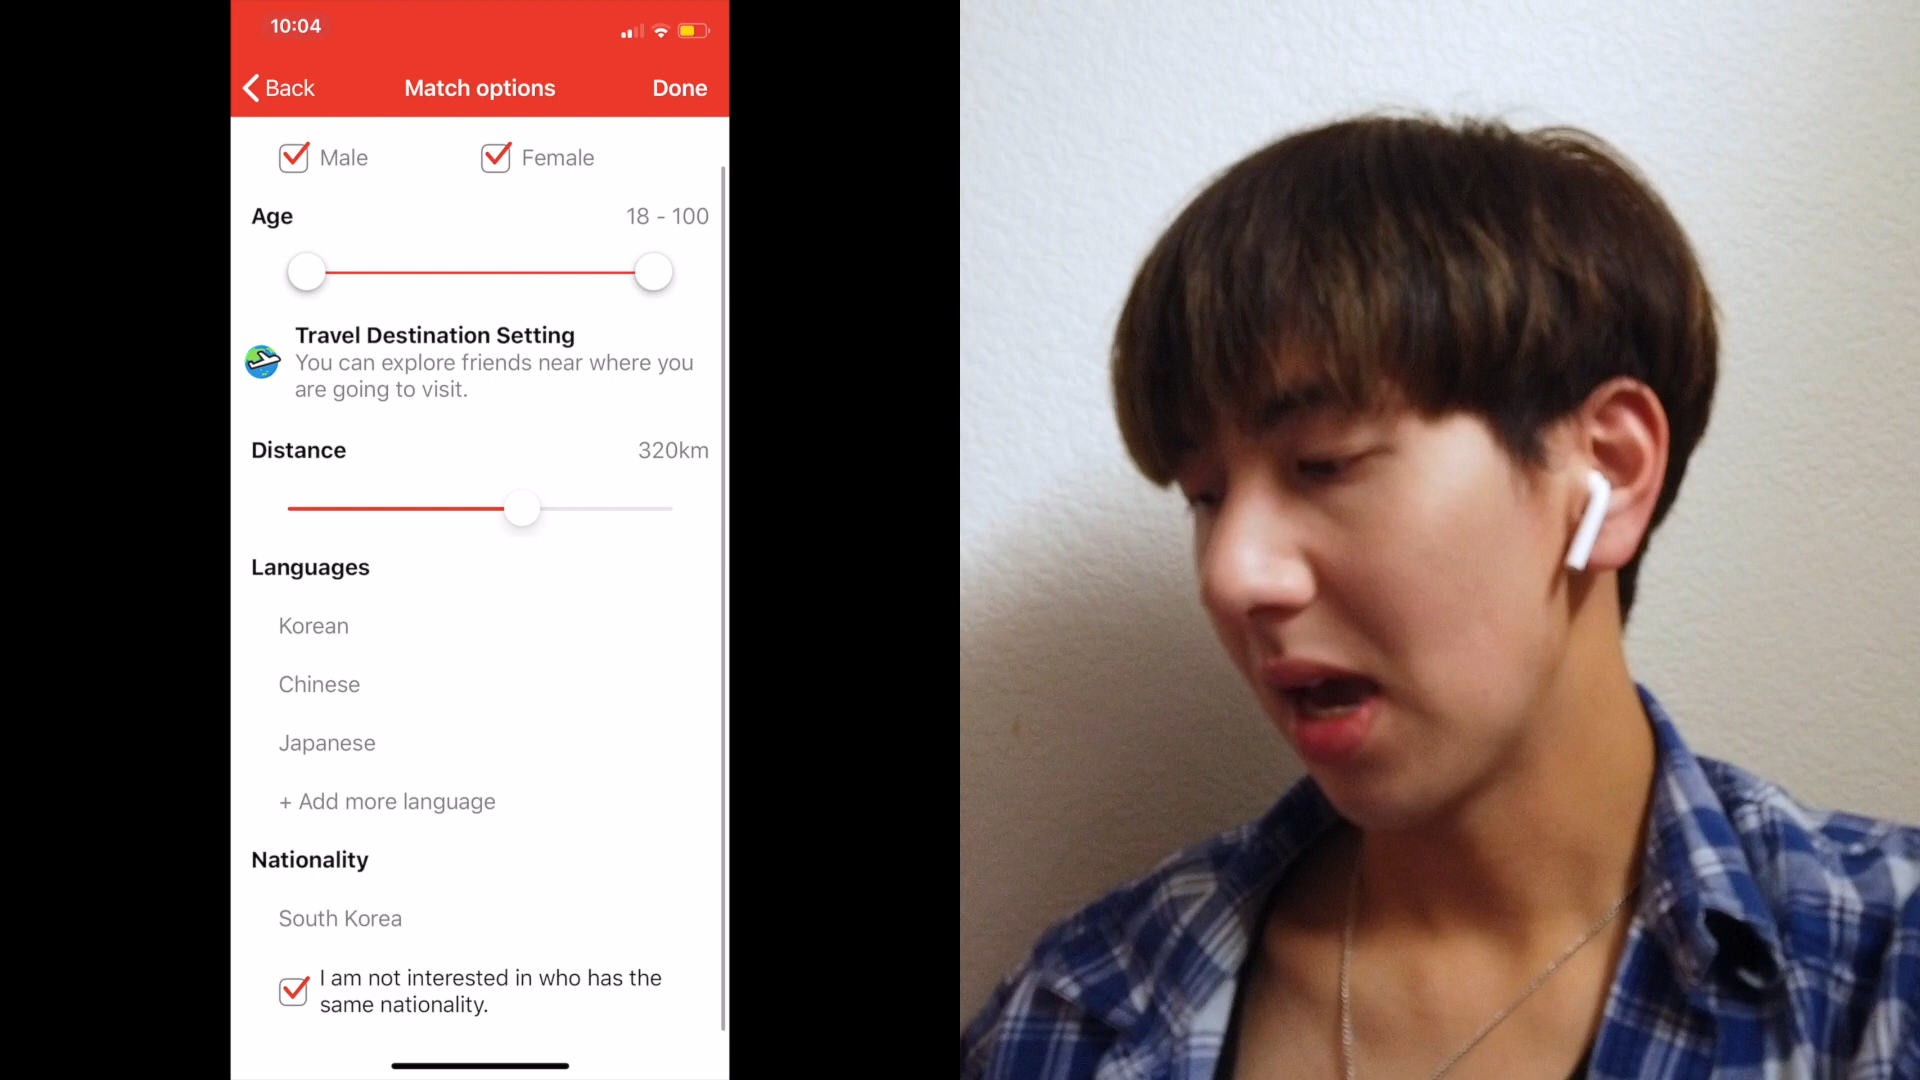 10:04
Back
Match options
Done
Male
Female
Age
18 - 100
Travel Destination Setting
You can explore friends near where you
are going to visit.
Distance
320km
Languages
Korean
Chinese
Japanese
+ Add more language
Nationality
South Korea
I am not interested in who has the
same nationality.